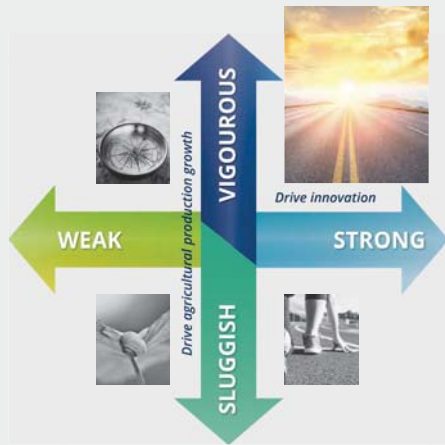 VIGOUROUS
Drive agricultural production growth
Drive innovation
WEAK
STRONG
SLUGGISH